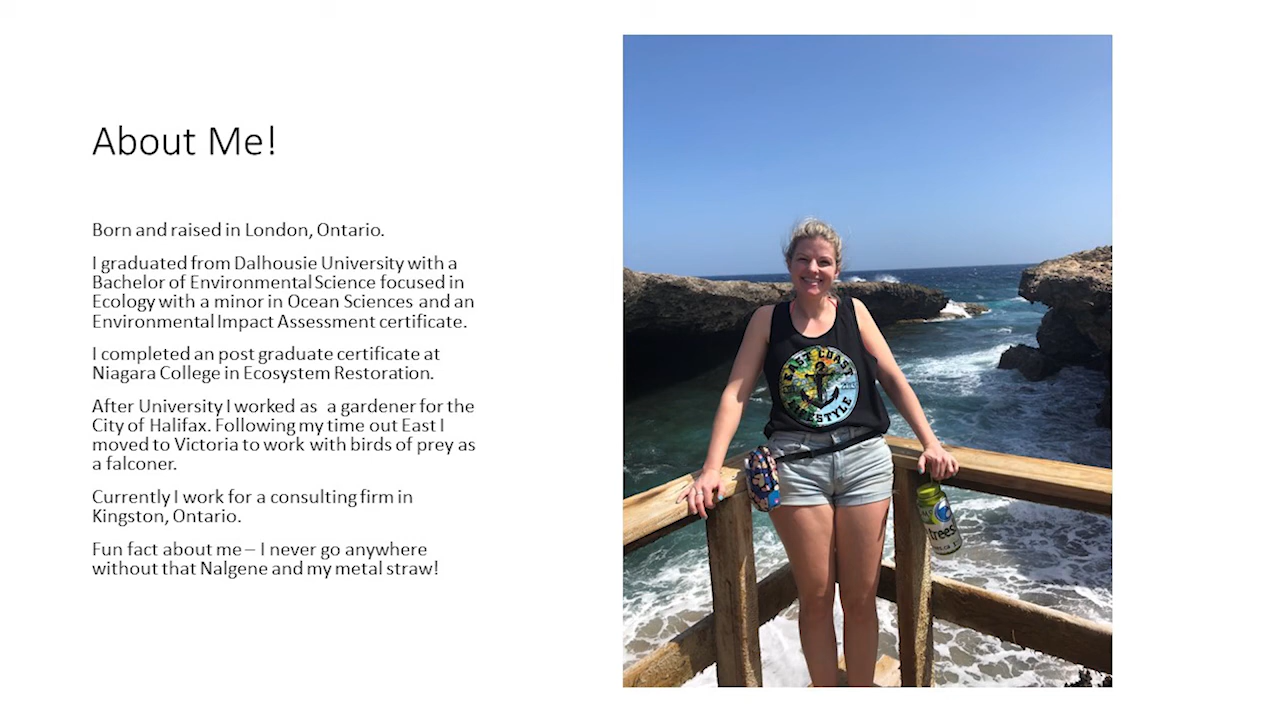 About Me!
Born and raised in London, Ontario.
I graduated from Dalhousie University with a
Bachelor of Environmental Science focused in
Ecology with a minor in Ocean Sciences and an
Environmental Impact Assessment certificate.
I completed an post graduate certificate at
Niagara College in Ecosystem Restoration.
After University I worked as  a gardener for the
City of Halifax. Following my time out East I
moved to Victoria to work with birds of prey as
a falconer.
Currently I work for a consulting firm in
Kingston, Ontario.
Fun fact about me – I never go anywhere
without that Nalgene and my metal straw!
EAST COAST
LIFESTYLE
trees